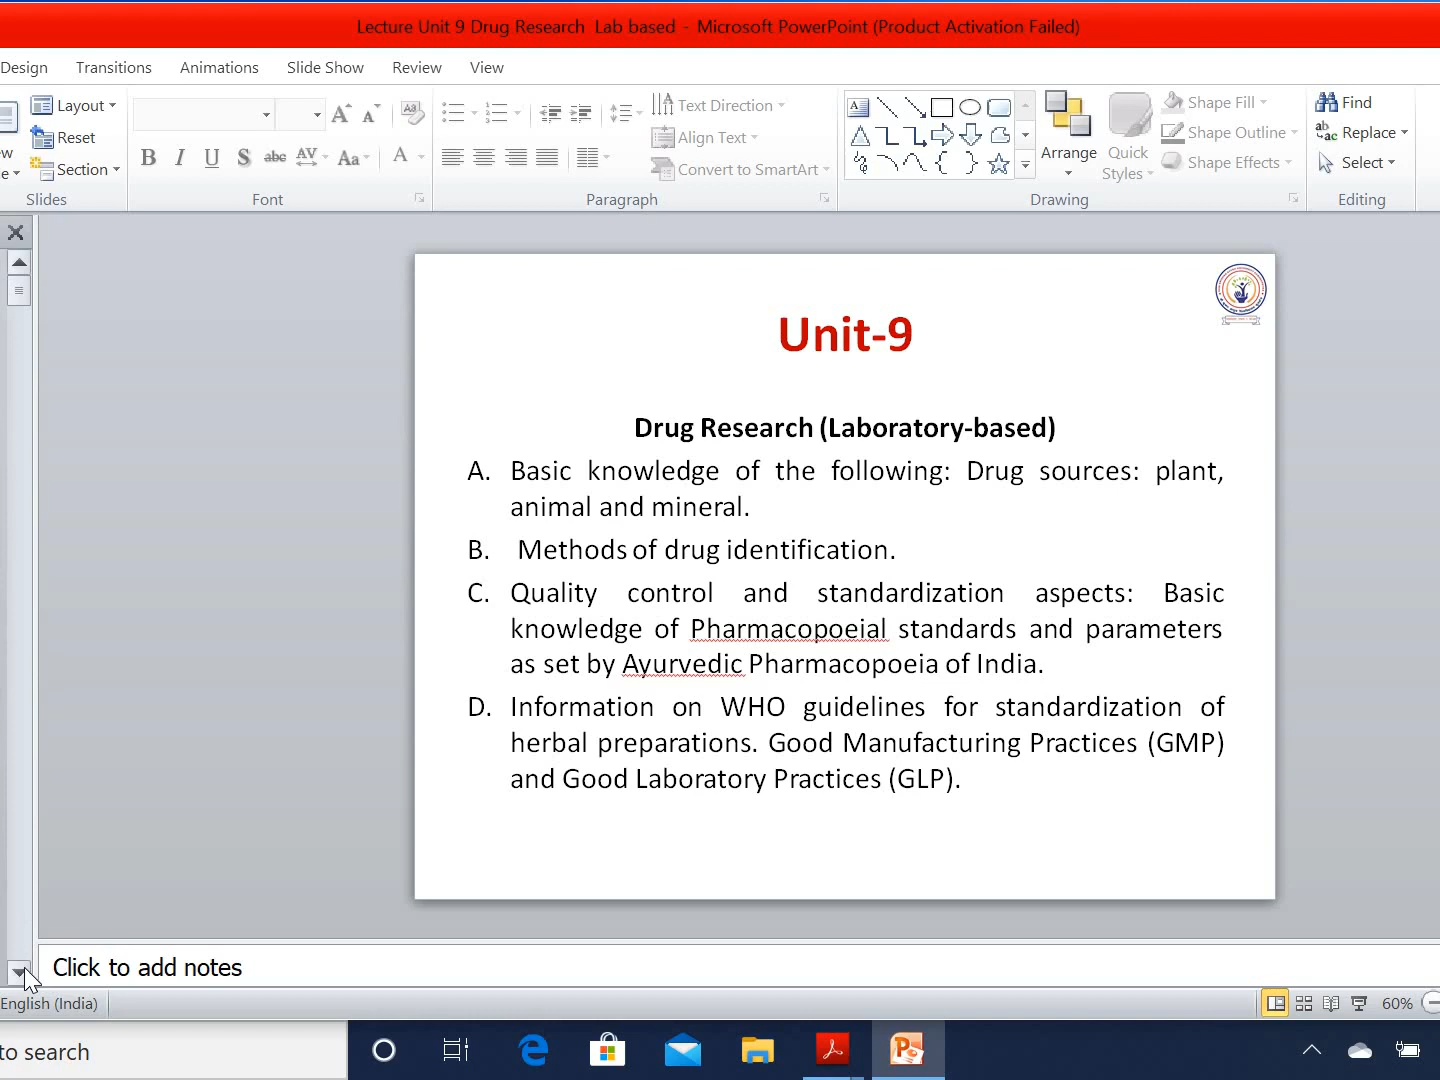 Lecture Unit 9 Drug Research  Lab based  -  Microsoft PowerPoint (Product Activation Failed)
Design Transitions Animations Slide Show Review View
Layout
Reset
Section
Slides
B I U S abc AV Aa A
Font
Text Direction
Align Text
Convert to SmartArt
Paragraph
Arrange
Quick
Styles
Shape Fill
Shape Outline
Shape Effects
Drawing
Find
Replace
Select
Editing
Unit-9
Drug Research (Laboratory-based)
A. Basic knowledge of the following: Drug sources: plant,
animal and mineral.
B. Methods of drug identification.
C. Quality control and standardization aspects: Basic
knowledge of Pharmacopoeial standards and parameters
as set by Ayurvedic Pharmacopoeia of India.
D. Information on WHO guidelines for standardization of
herbal preparations. Good Manufacturing Practices (GMP)
and Good Laboratory Practices (GLP).
Click to add notes
English (India)
60%
to search